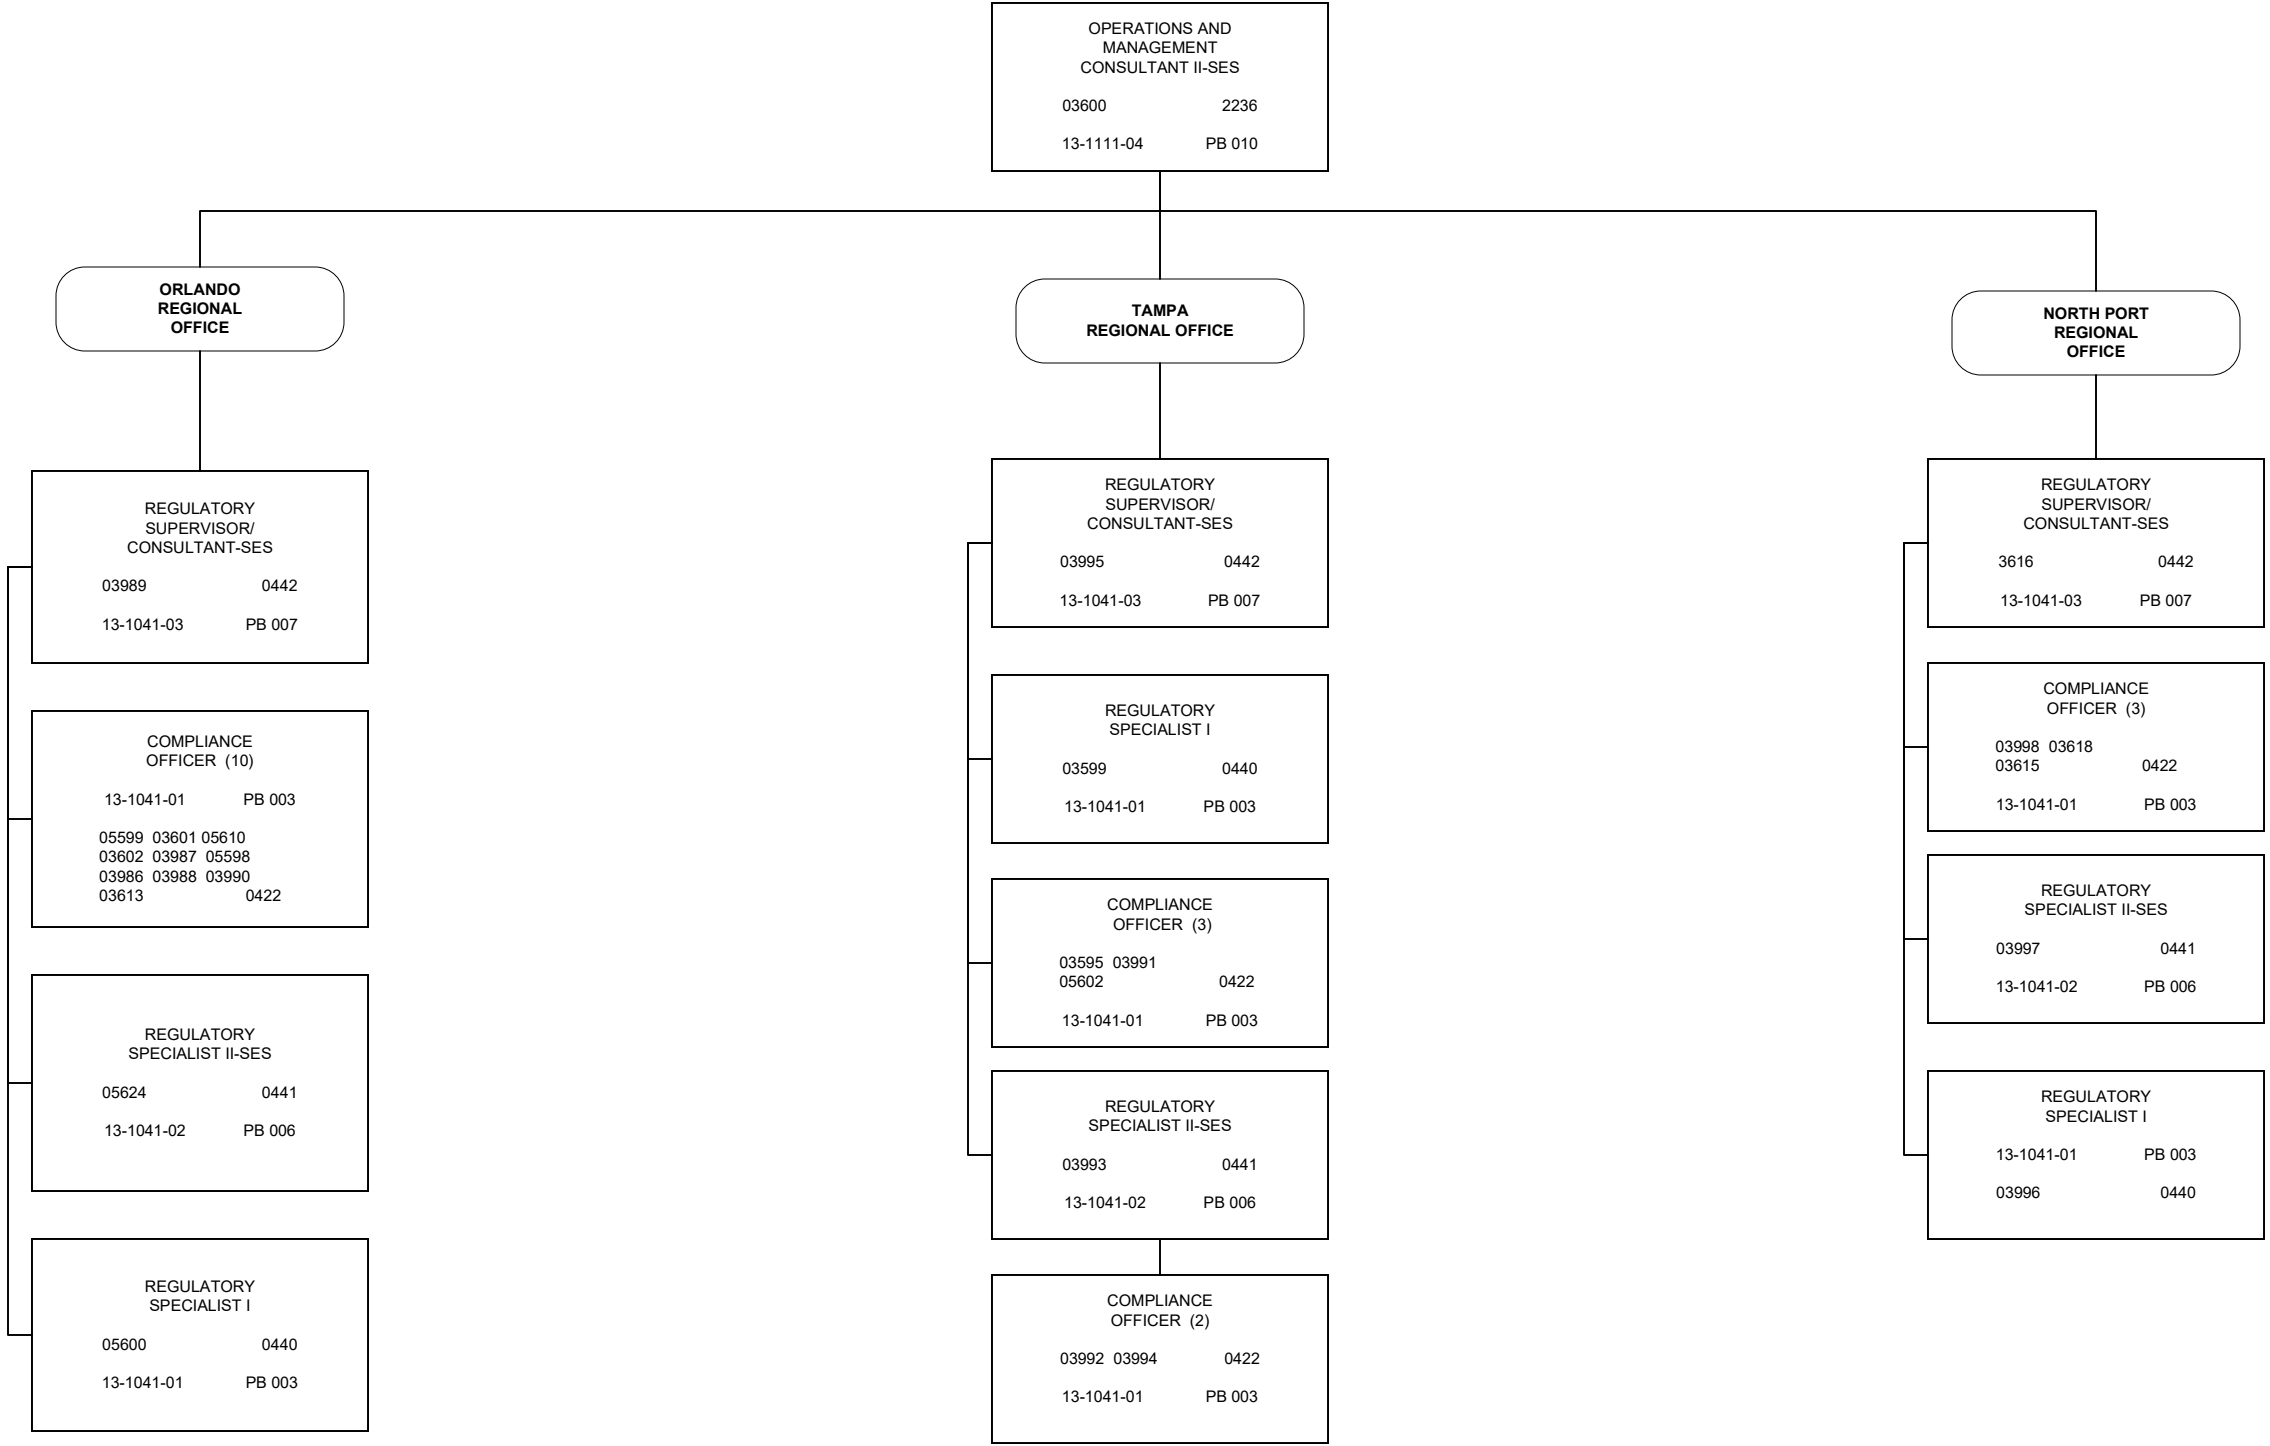 OPERATIONS AND
MANAGEMENT
CONSULTANT II-SES
03600 2236
13-1111-04 PB 010
ORLANDO
REGIONAL
OFFICE
REGULATORY
SUPERVISOR/
CONSULTANT-SES
03989 0442
13-1041-03 PB 007
COMPLIANCE
OFFICER (10)
13-1041-01 PB 003
05599 03601 05610
03602 03987 05598
03986 03988 03990
03613 0422
REGULATORY
SPECIALIST II-SES
05624 0441
13-1041-02 PB 006
REGULATORY
SPECIALIST I
05600 0440
13-1041-01 PB 003
TAMPA
REGIONAL OFFICE
REGULATORY
SUPERVISOR/
CONSULTANT-SES
03995 0442
13-1041-03 PB 007
REGULATORY
SPECIALIST I
03599 0440
13-1041-01 PB 003
COMPLIANCE
OFFICER (3)
03595 03991
05602 0422
13-1041-01 PB 003
REGULATORY
SPECIALIST II-SES
03993 0441
13-1041-02 PB 006
COMPLIANCE
OFFICER (2)
03992 03994 0422
13-1041-01 PB 003
NORTH PORT
REGIONAL
OFFICE
REGULATORY
SUPERVISOR/
CONSULTANT-SES
3616 0442
13-1041-03 PB 007
COMPLIANCE
OFFICER (3)
03998 03618
03615 0422
13-1041-01 PB 003
REGULATORY
SPECIALIST II-SES
03997 0441
13-1041-02 PB 006
REGULATORY
SPECIALIST I
13-1041-01 PB 003
03996 0440